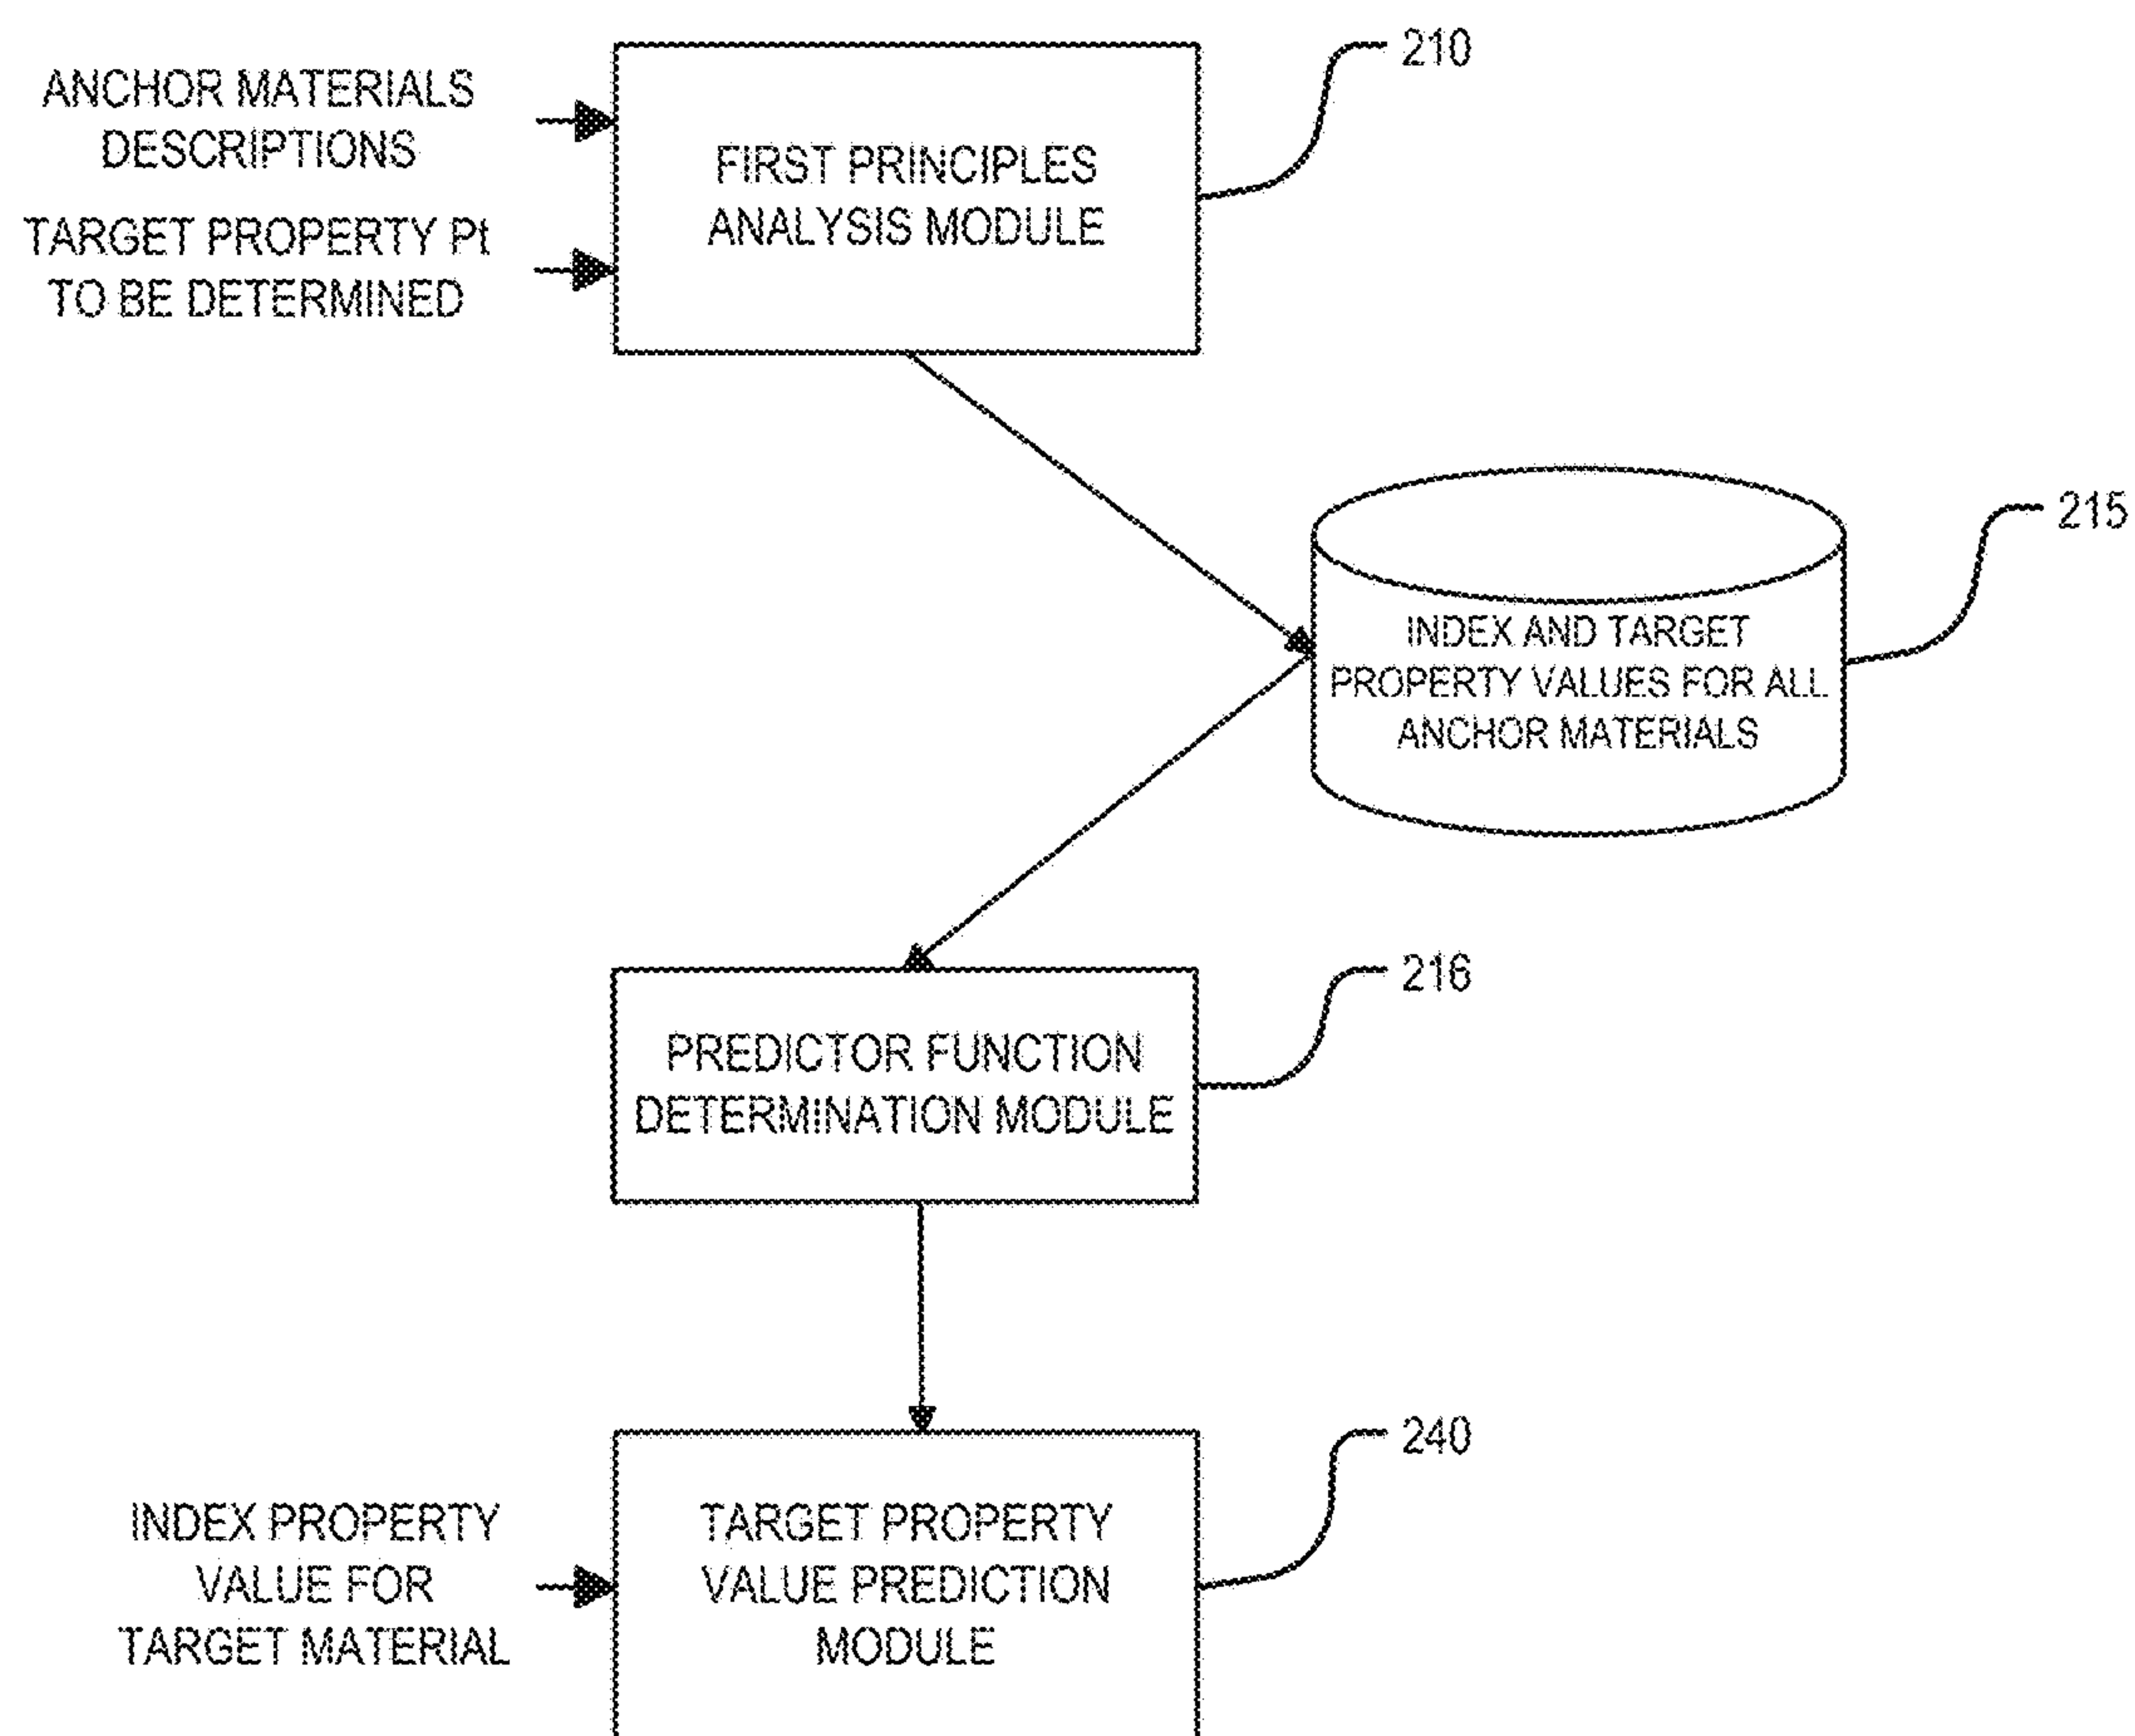 210
ANCHOR MATERIALS
DESCRIPTIONS
FIRST PRINCIPLES
ANALYSIS MODULE
TARGET PROPERTY Pt
TO BE DETERMINED
215
INDEX AND TARGET
PROPERTY VALUES FOR ALL
ANCHOR MATERIALS
216
PREDICTOR FUNCTION
DETERMINATION MODULE
240
INDEX PROPERTY
VALUE FOR
TARGET MATERIAL
TARGET PROPERTY
VALUE PREDICTION
MODULE